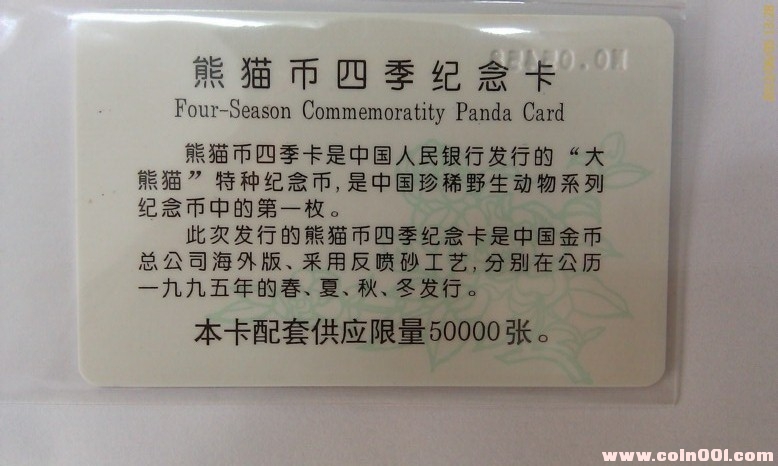 熊猫币四季纪念卡
Four-Season Commemoratity Panda Card
熊猫币四季卡是中国人民银行发行的“大
熊猫”特种纪念币,是中国珍稀野生动物系列
纪念币中的第一枚。
此次发行的熊猫币四季纪念卡是中国金币
总公司海外版、采用反喷砂工艺,分别在公历
一九九五年的春、夏、秋、冬发行。
本卡配套供应限量50000张。
www.coin001.com